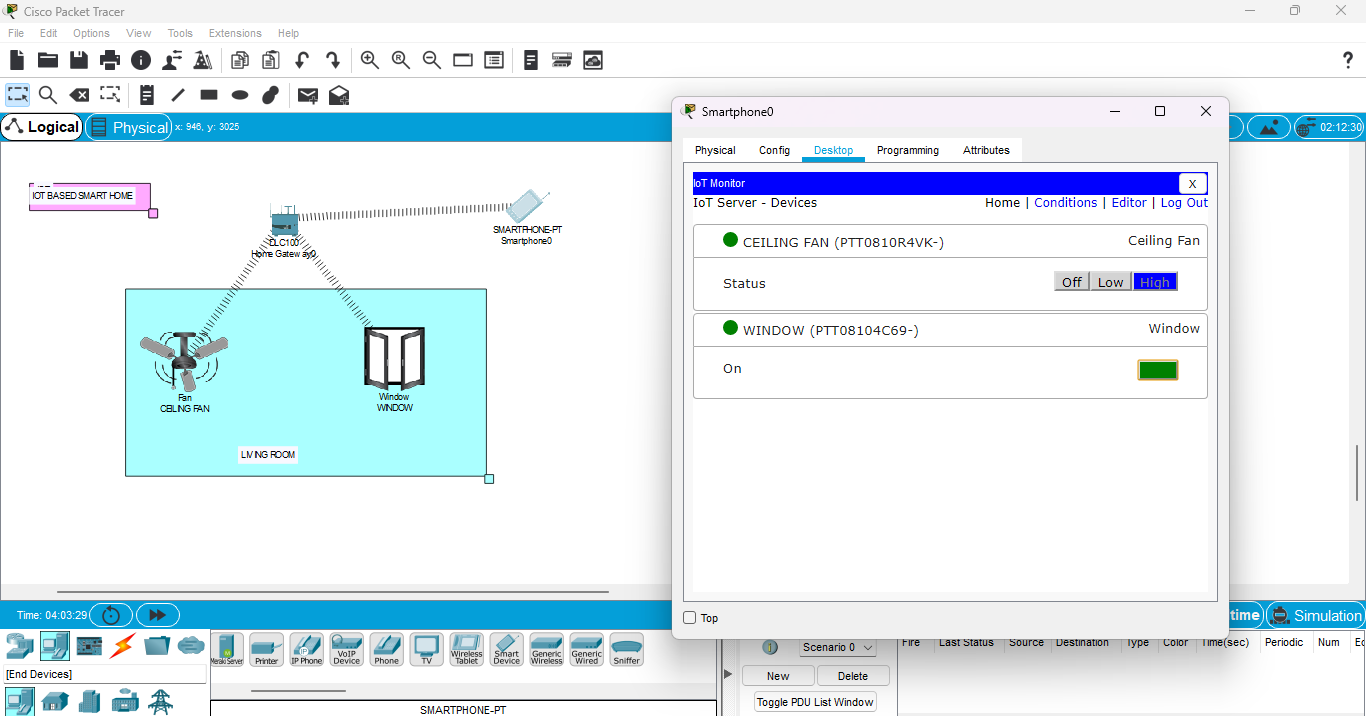 Cisco Packet Tracer
File Edit Options View Tools Extensions Help
Logical Physical x: 946, y: 3025
02:12:30
IOT BASED SMART HOME
DLC100
Home Gateway0
SMARTPHONE-PT
Smartphone0
Fan
CEILING FAN
Window
WINDOW
LIVING ROOM
Smartphone0
Physical Config Desktop Programming Attributes
IoT Monitor X
IoT Server - Devices Home | Conditions | Editor | Log Out
CEILING FAN (PTT0810R4VK-) Ceiling Fan
Status Off Low High
WINDOW (PTT08104C69-) Window
On
Top
Time: 04:03:29
time Simulation
Meraki Server
Printer
IP Phone
VoIP Device
Phone
TV
Wireless Tablet
Smart Device
Generic Wireless
Generic Wired
Sniffer
[End Devices]
SMARTPHONE-PT
Scenario 0
New Delete
Toggle PDU List Window
Fire Last Status Source Destination Type Color Time(sec) Periodic Num